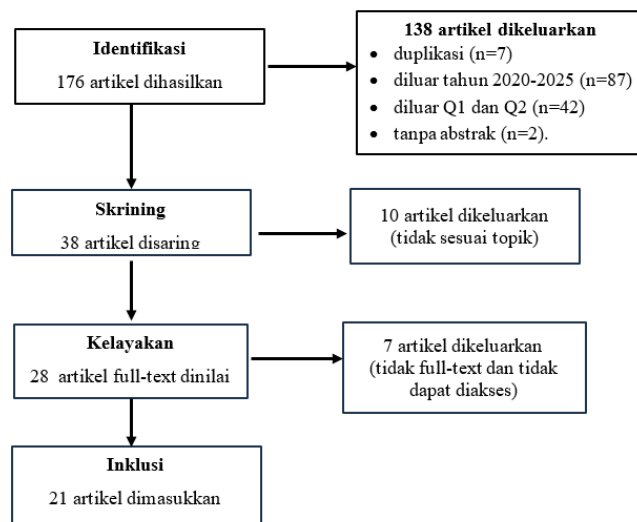 Identifikasi
176 artikel dihasilkan
138 artikel dikeluarkan
• duplikasi (n=7)
• diluar tahun 2020-2025 (n=87)
• diluar Q1 dan Q2 (n=42)
• tanpa abstrak (n=2).
Skrining
38 artikel disaring
10 artikel dikeluarkan
(tidak sesuai topik)
Kelayakan
28 artikel full-text dinilai
7 artikel dikeluarkan
(tidak full-text dan tidak
dapat diakses)
Inklusi
21 artikel dimasukkan